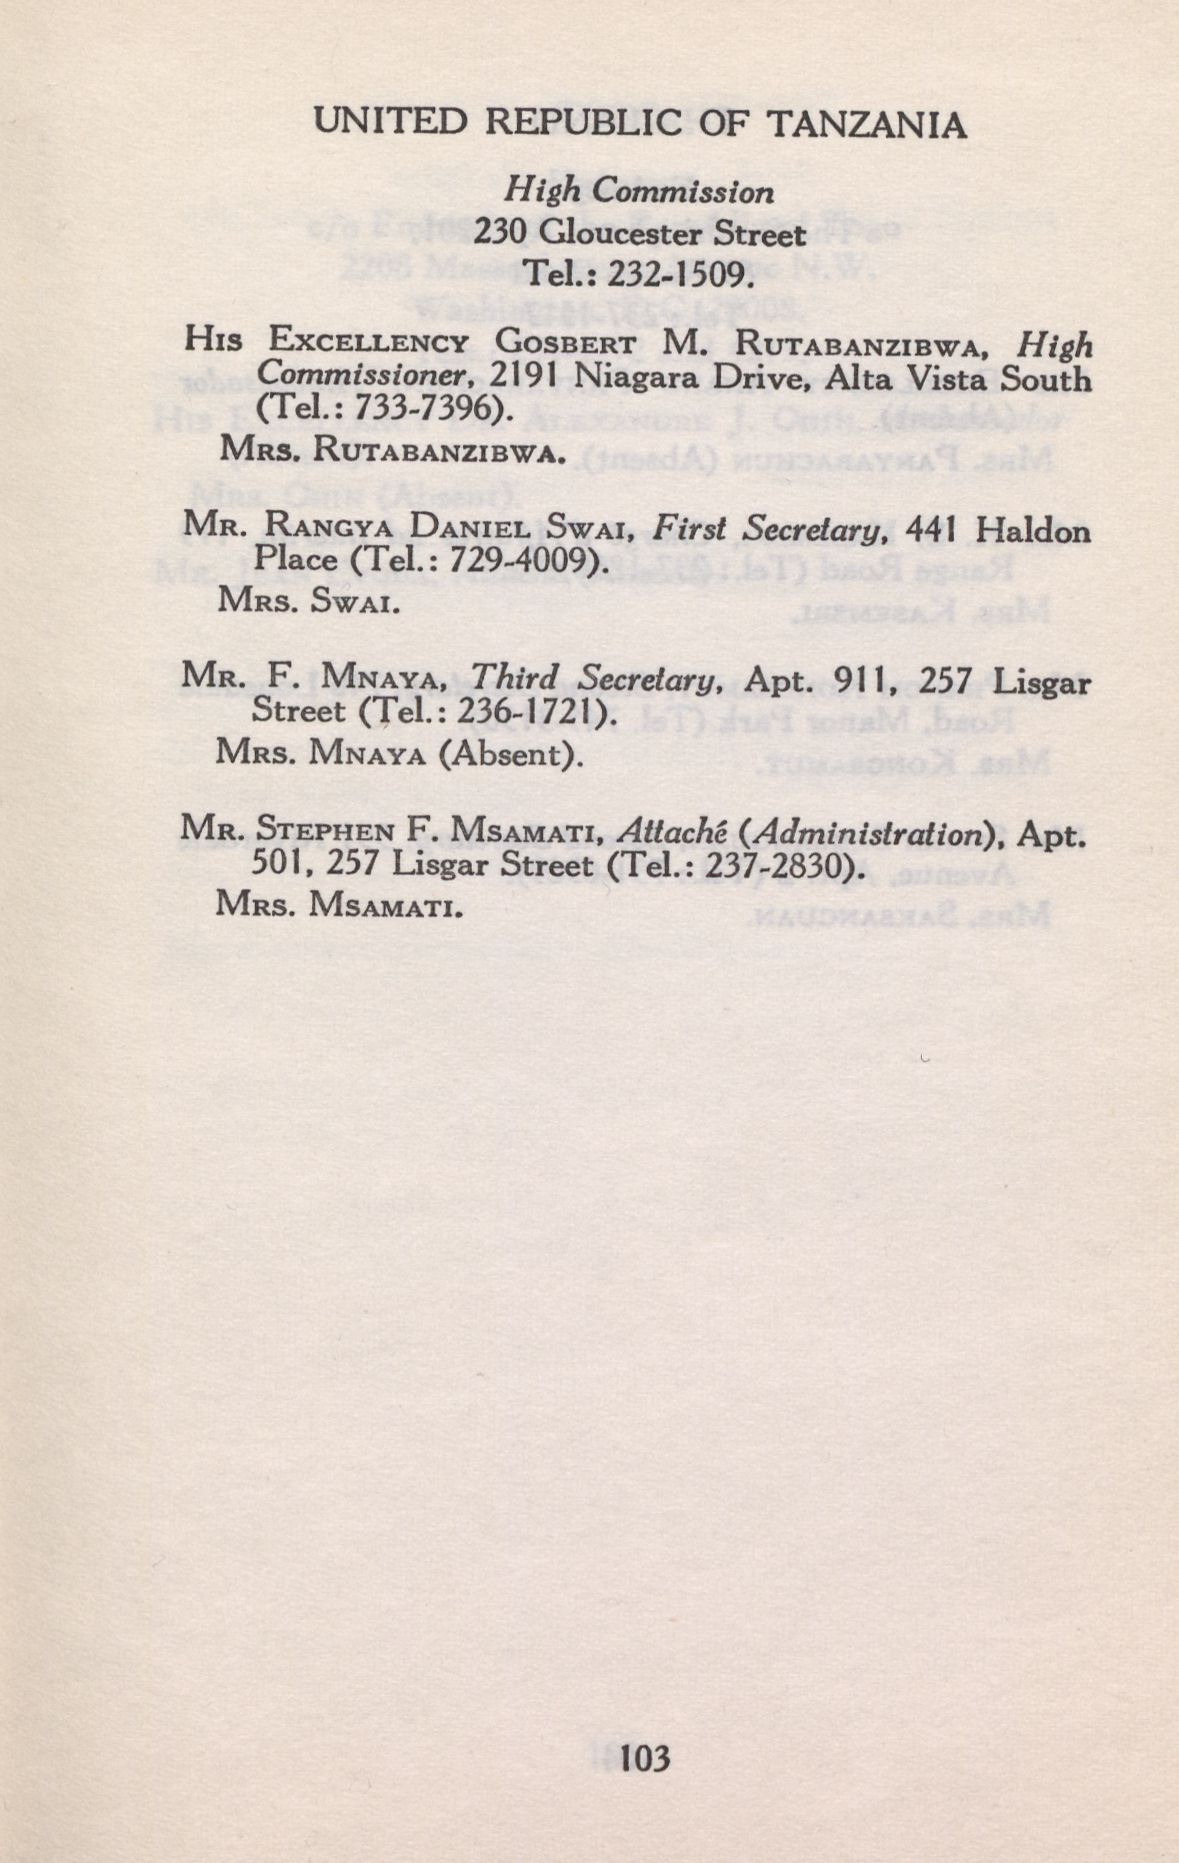 UNITED REPUBLIC OF TANZANIA
High Commission
230 Gloucester Street
Tel.: 232-1509.
HIS EXCELLENCY GOSBERT M. RUTABANZIBWA, High
Commissioner, 2191 Niagara Drive, Alta Vista South
(Tel.: 733-7396).
MRS. RUTABANZIBWA.
MR. RANGYA DANIEL SWAI, First Secretary, 441 Haldon
Place (Tel.: 729-4009).
MRS. SWAI.
MR. F. MNAYA, Third Secretary, Apt. 911, 257 Lisgar
Street (Tel.: 236-1721).
MRS. MNAYA (Absent).
MR. STEPHEN F. MSAMATI, Attaché (Administration), Apt.
501, 257 Lisgar Street (Tel.: 237-2830).
MRS. MSAMATI.
103